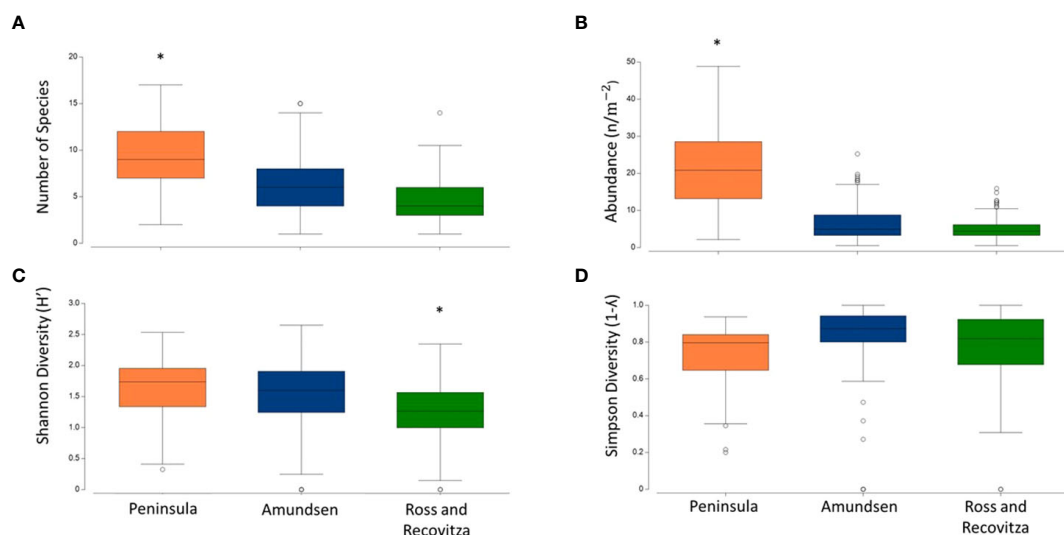 A
*
20
15
10
5
0
Number of Species
B
*
50
40
30
20
10
0
Abundance (n/m⁻²)
C
*
3.0
2.5
2.0
1.5
1.0
0.5
0
Shannon Diversity (H')
Peninsula
Amundsen
Ross and
Recovitza
D
1.0
0.8
0.6
0.4
0.2
0
Simpson Diversity (1-ʎ)
Peninsula
Amundsen
Ross and
Recovitza